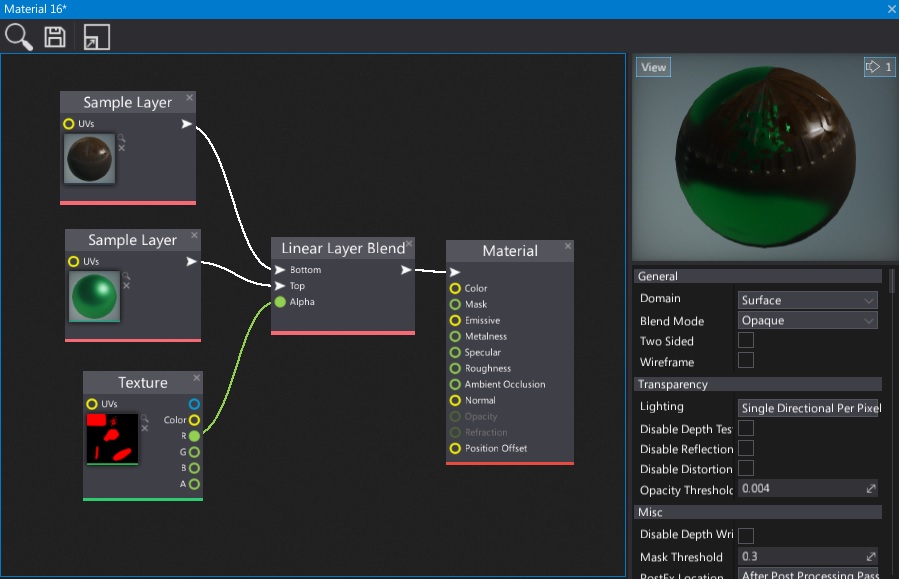 Material 16*
View
1
Sample Layer
UVs
Sample Layer
UVs
Linear Layer Blend
Bottom
Top
Alpha
Material
Color
Mask
Emissive
Metalness
Specular
Roughness
Ambient Occlusion
Normal
Opacity
Refraction
Position Offset
Texture
UVs
Color
R
G
B
A
General
Domain Surface
Blend Mode Opaque
Two Sided
Wireframe
Transparency
Lighting Single Directional Per Pixel
Disable Depth Tes
Disable Reflection
Disable Distortion
Opacity Threshold 0.004
Misc
Disable Depth Wri
Mask Threshold 0.3
PostFx Location After Post Processing Pass